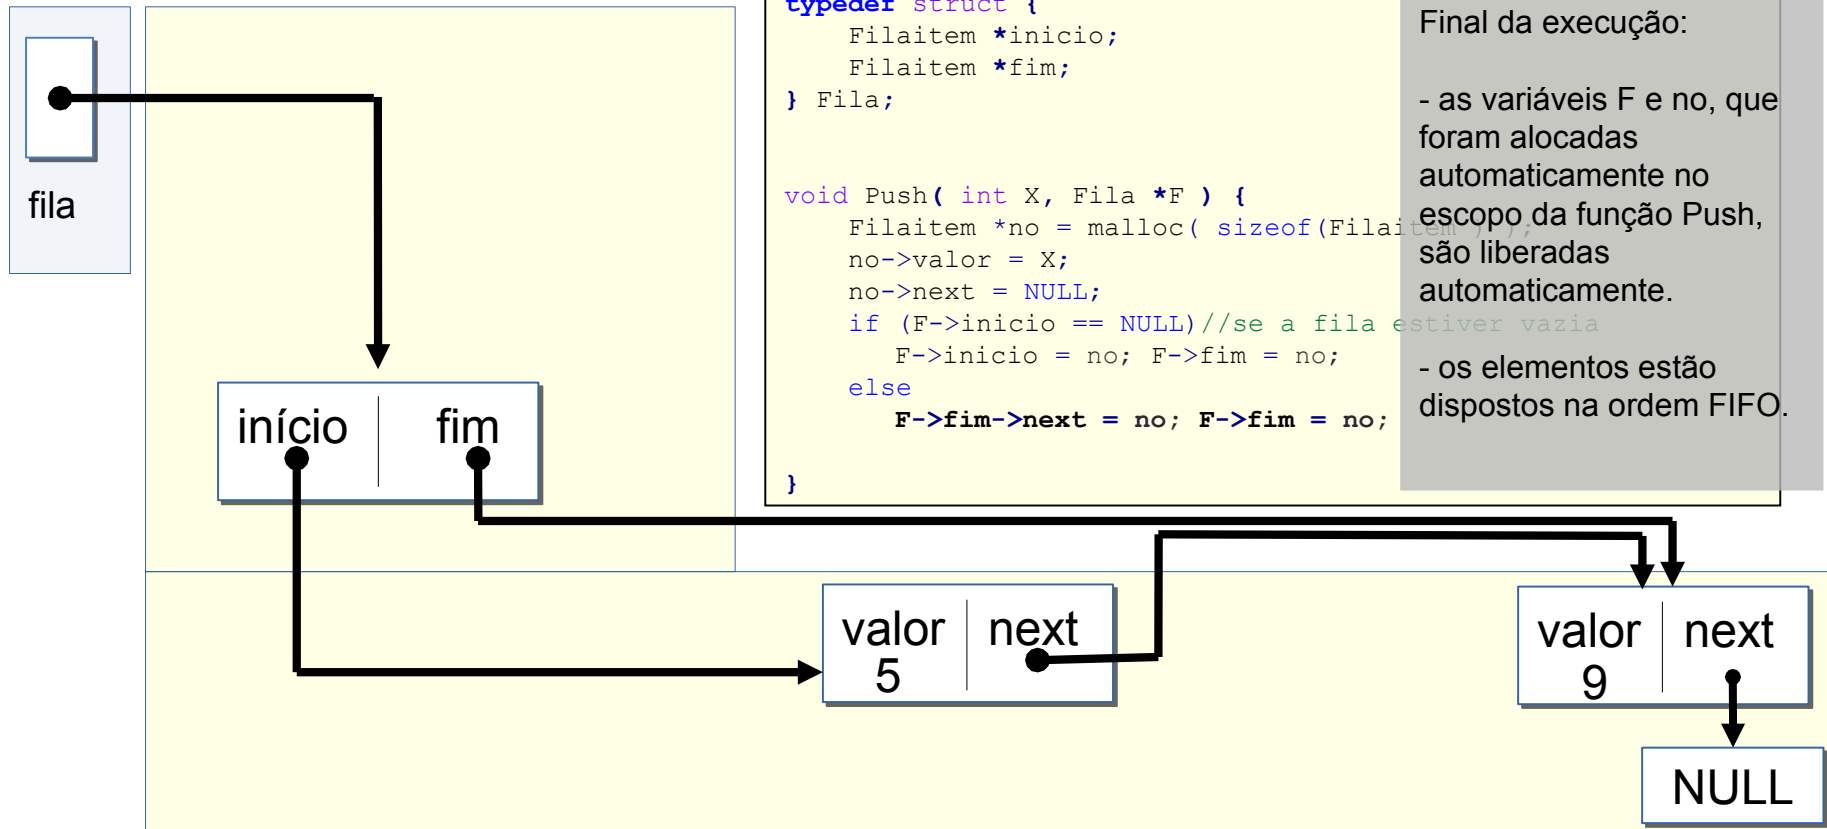 typedef struct {
Filaitem *inicio;
Filaitem *fim;
} Fila;
void Push( int X, Fila *F ) {
Filaitem *no = malloc( sizeof(Filaitem ) );
no->valor = X;
no->next = NULL;
if (F->inicio == NULL)//se a fila estiver vazia
F->inicio = no; F->fim = no;
else
F->fim->next = no; F->fim = no;
}
Final da execução:
- as variáveis F e no, que
foram alocadas
automaticamente no
escopo da função Push,
são liberadas
automaticamente.
- os elementos estão
dispostos na ordem FIFO.
fila
início fim
valor next
5
valor next
9
NULL